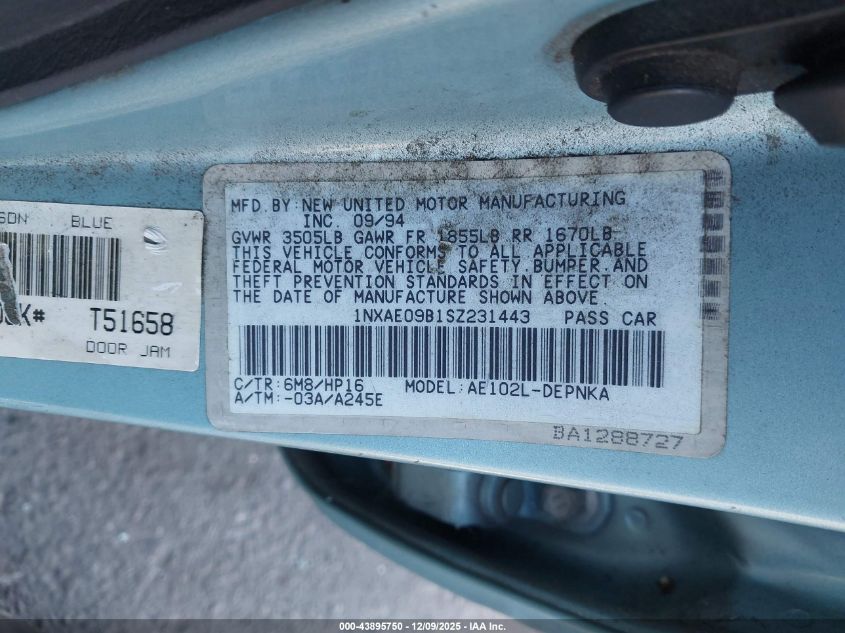 MFD. BY: NEW UNITED MOTOR MANUFACTURING
INC. 09/94
GVWR 3505LB GAWR FR 1855LB RR 1670LB
THIS VEHICLE CONFORMS TO ALL APPLICABLE
FEDERAL MOTOR VEHICLE SAFETY, BUMPER, AND
THEFT PREVENTION STANDARDS IN EFFECT ON
THE DATE OF MANUFACTURE SHOWN ABOVE.
1NXAE09B1SZ231443 PASS CAR
C/TR: 6M8/HP16 MODEL: AE102L-DEPNKA
A/TM: -03A/A245E
BA1288727
BLUE
K# T51658
DOOR JAM
000-43895750 - 12/09/2025 - IAA Inc.